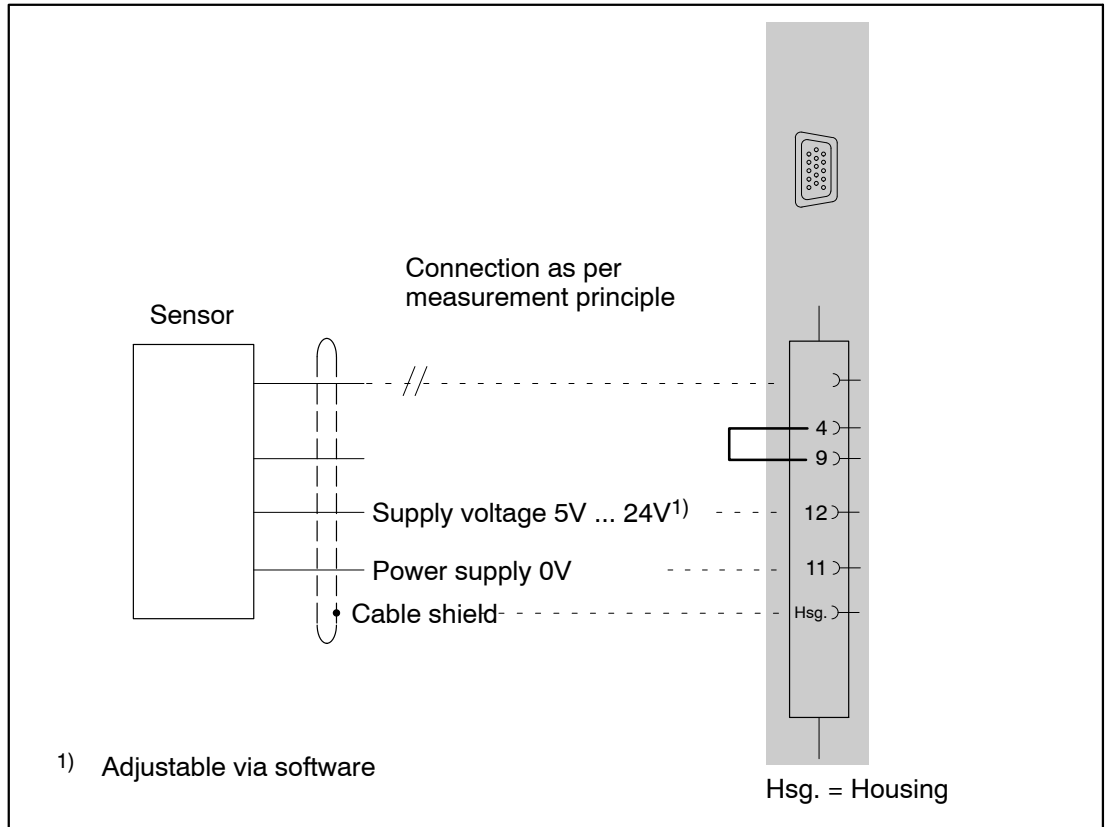 Connection as per
measurement principle
Sensor
4
9
Supply voltage 5V ... 24V1)
12
Power supply 0V
11
Cable shield
Hsg.
1) Adjustable via software
Hsg. = Housing